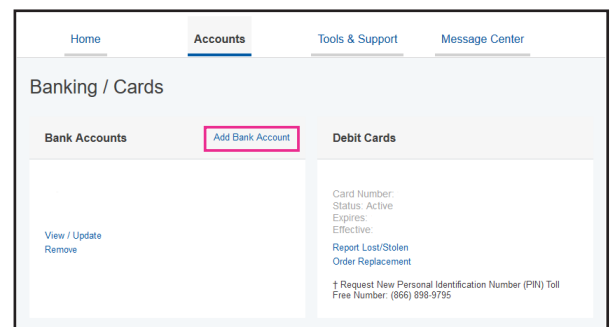 Home Accounts Tools & Support Message Center
Banking / Cards
Bank Accounts Add Bank Account
View / Update
Remove
Debit Cards
Card Number:
Status: Active
Expires:
Effective:
Report Lost/Stolen
Order Replacement
† Request New Personal Identification Number (PIN) Toll
Free Number: (866) 898-9795